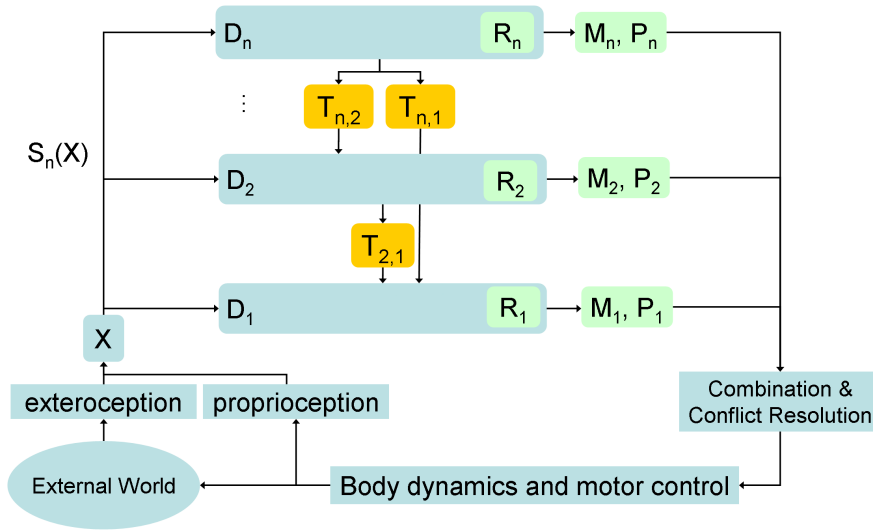 Dₙ
Rₙ
Mₙ, Pₙ
Tₙ,₂
Tₙ,₁
⋮
Sₙ(X)
D₂
R₂
M₂, P₂
T₂,₁
D₁
R₁
M₁, P₁
X
exteroception
proprioception
Combination &
Conflict Resolution
External World
Body dynamics and motor control